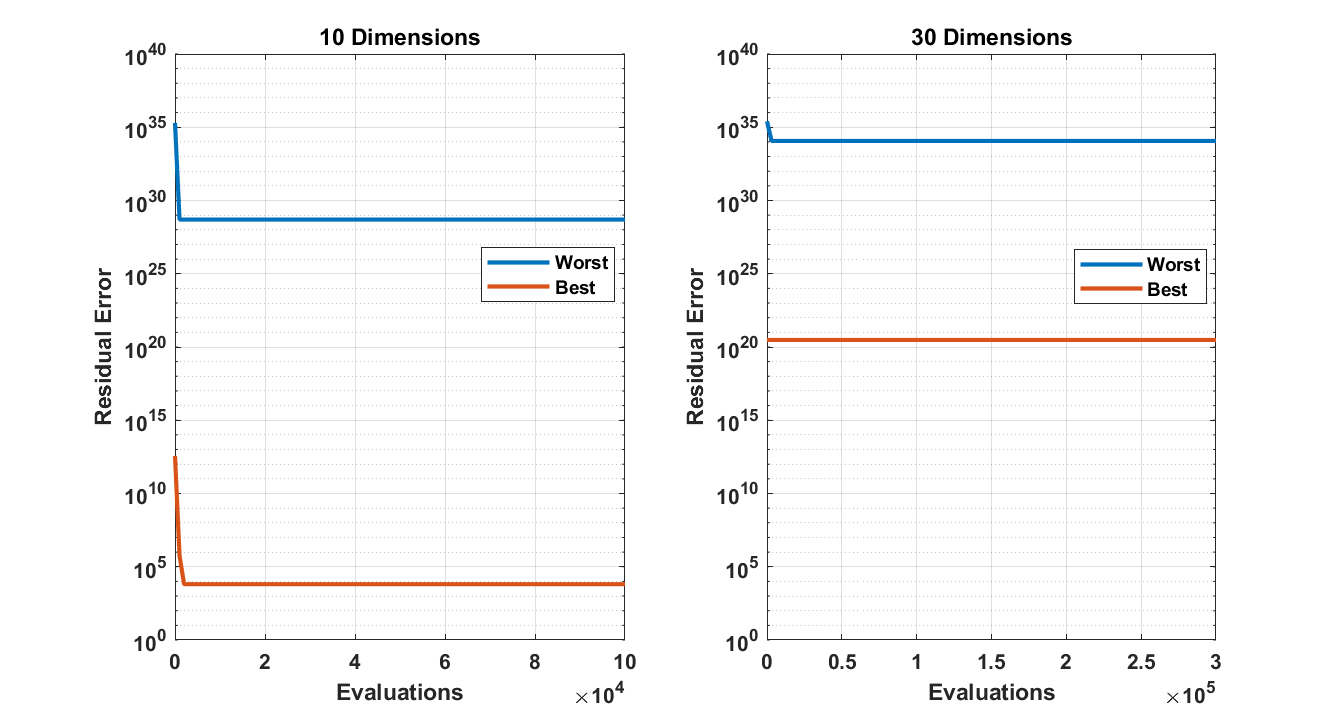 10 Dimensions
10^40
10^35
10^30
10^25
10^20
10^15
10^10
10^5
10^0
Residual Error
Worst
Best
0 2 4 6 8 10
Evaluations
×10^4
30 Dimensions
10^40
10^35
10^30
10^25
10^20
10^15
10^10
10^5
10^0
Residual Error
Worst
Best
0 0.5 1 1.5 2 2.5 3
Evaluations
×10^5